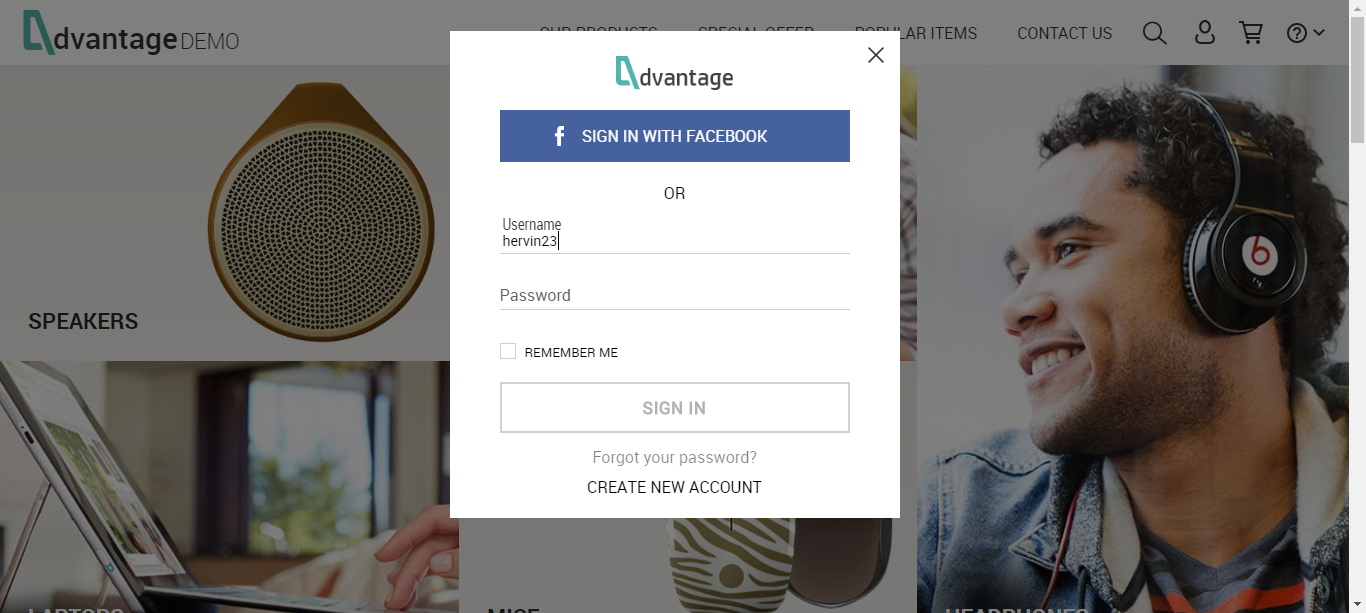 dvantage DEMO
OUR PRODUCTS SPECIAL OFFER POPULAR ITEMS CONTACT US
dvantage
SIGN IN WITH FACEBOOK
OR
Username
hervin23
Password
REMEMBER ME
SIGN IN
Forgot your password?
CREATE NEW ACCOUNT
SPEAKERS
LAPTOPS
MICE
HEADPHONES